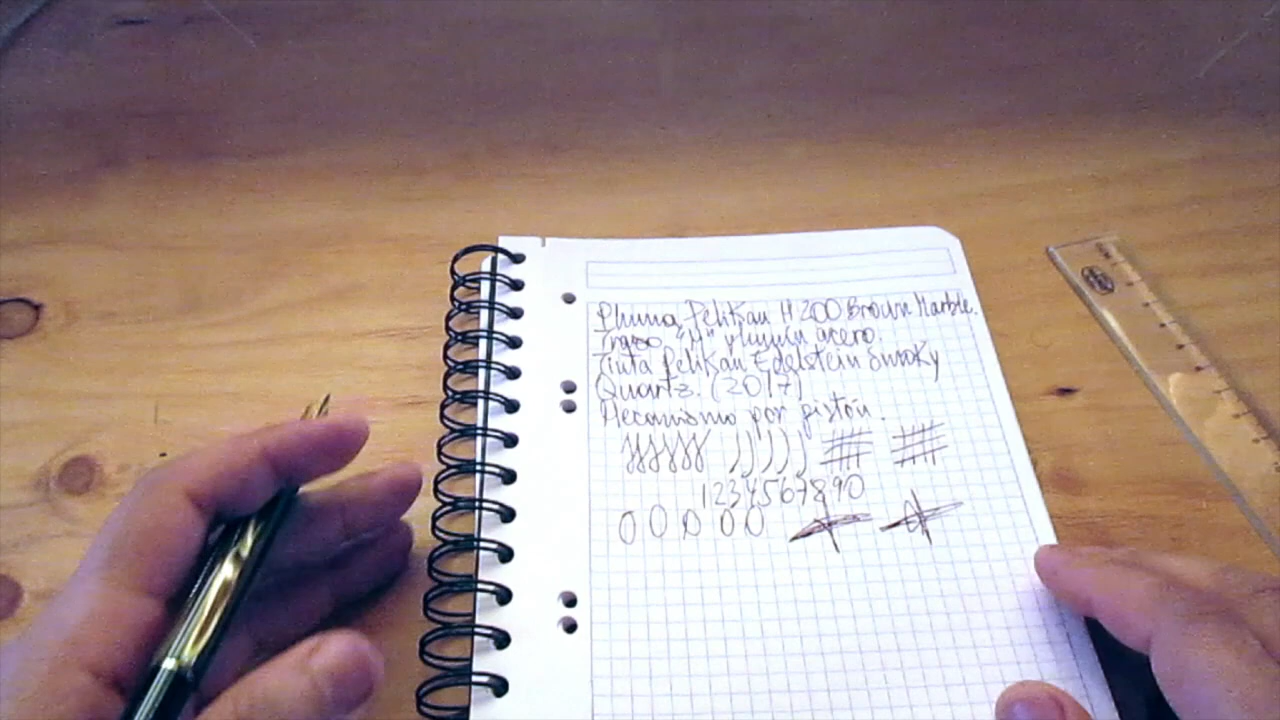 Pluma Pelikan M200 Brown Marble.
Trazo "M" plumín acero.
Tinta Pelikan Edelstein Smoky
Quartz. (2017)
Mecanismo por pistón.
1234567890